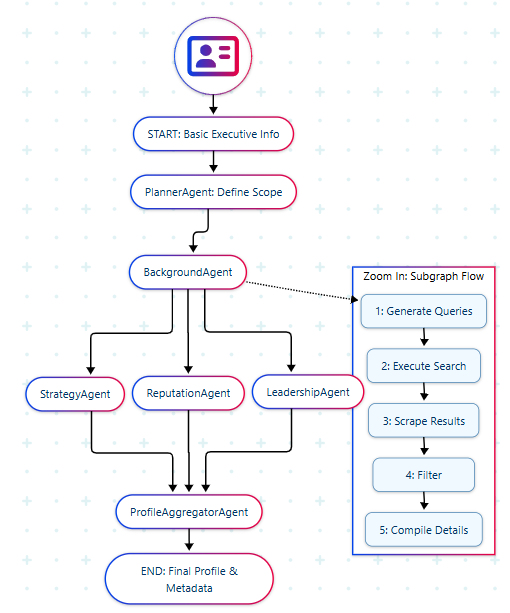 START: Basic Executive Info
PlannerAgent: Define Scope
BackgroundAgent
Zoom In: Subgraph Flow
1: Generate Queries
2: Execute Search
3: Scrape Results
4: Filter
5: Compile Details
StrategyAgent
ReputationAgent
LeadershipAgent
ProfileAggregatorAgent
END: Final Profile &
Metadata